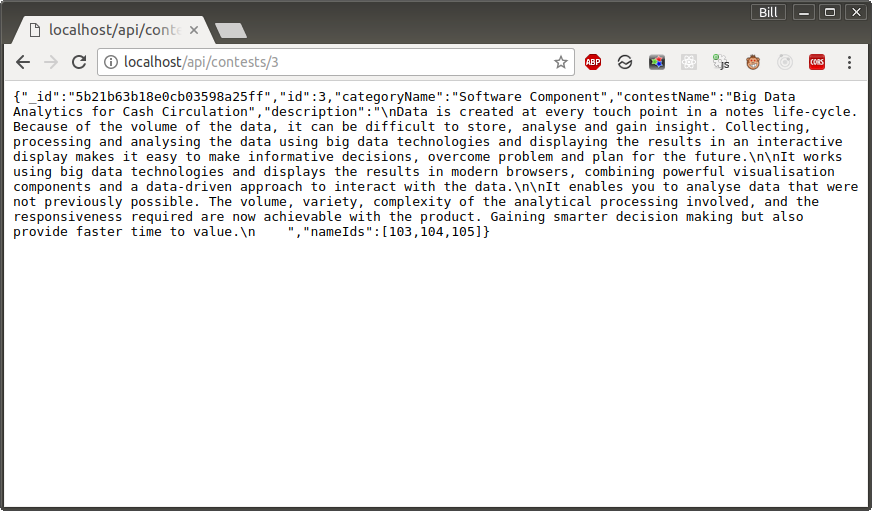 Bill
localhost/api/conte
localhost/api/contests/3
ABP
JS
CORS
{"_id":"5b21b63b18e0cb03598a25ff","id":3,"categoryName":"Software Component","contestName":"Big Data
Analytics for Cash Circulation","description":"\nData is created at every touch point in a notes life-cycle.
Because of the volume of the data, it can be difficult to store, analyse and gain insight. Collecting,
processing and analysing the data using big data technologies and displaying the results in an interactive
display makes it easy to make informative decisions, overcome problem and plan for the future.\n\nIt works
using big data technologies and displays the results in modern browsers, combining powerful visualisation
components and a data-driven approach to interact with the data.\n\nIt enables you to analyse data that were
not previously possible. The volume, variety, complexity of the analytical processing involved, and the
responsiveness required are now achievable with the product. Gaining smarter decision making but also
provide faster time to value.\n    ","nameIds":[103,104,105]}